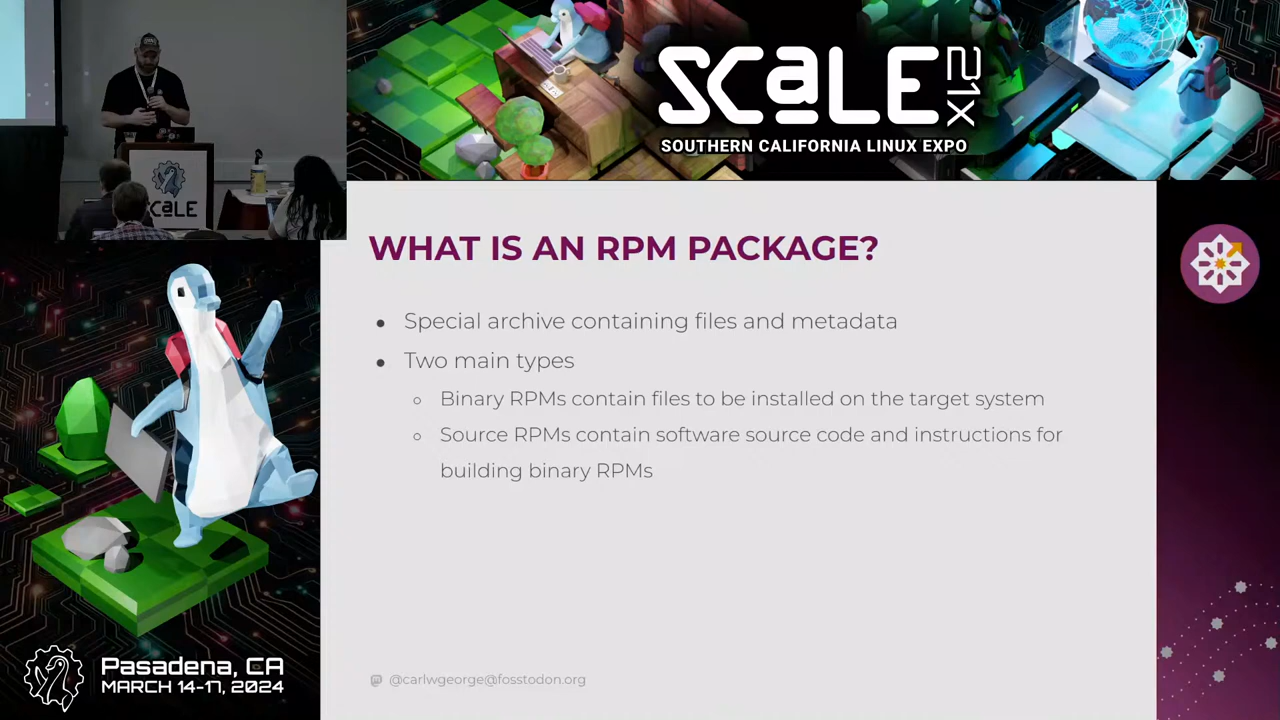 SCaLE 21x
SOUTHERN CALIFORNIA LINUX EXPO
SCaLE
WHAT IS AN RPM PACKAGE?
• Special archive containing files and metadata
• Two main types
○ Binary RPMs contain files to be installed on the target system
○ Source RPMs contain software source code and instructions for
building binary RPMs
@carlwgeorge@fosstodon.org
Pasadena, CA
MARCH 14-17, 2024